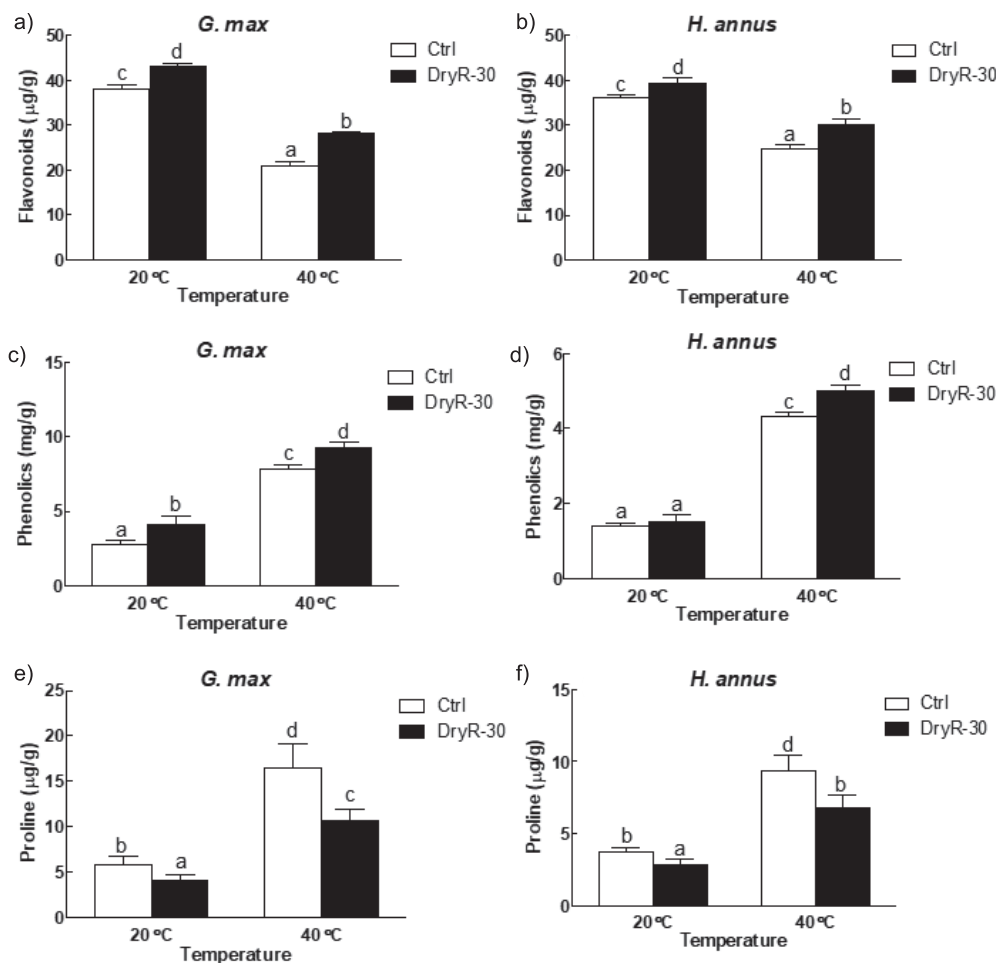 a)
G. max
Flavonoids (µg/g)
50
40
30
20
10
0
c
d
a
b
Ctrl
DryR-30
20 ºC
40 ºC
Temperature
b)
H. annus
Flavonoids (µg/g)
50
40
30
20
10
0
c
d
a
b
Ctrl
DryR-30
20 ºC
40 ºC
Temperature
c)
G. max
Phenolics (mg/g)
15
10
5
0
a
b
c
d
Ctrl
DryR-30
20 ºC
40 ºC
Temperature
d)
H. annus
Phenolics (mg/g)
6
4
2
0
a
a
c
d
Ctrl
DryR-30
20 ºC
40 ºC
Temperature
e)
G. max
Proline (µg/g)
25
20
15
10
5
0
b
a
d
c
Ctrl
DryR-30
20 ºC
40 ºC
Temperature
f)
H. annus
Proline (µg/g)
15
10
5
0
b
a
d
b
Ctrl
DryR-30
20 ºC
40 ºC
Temperature